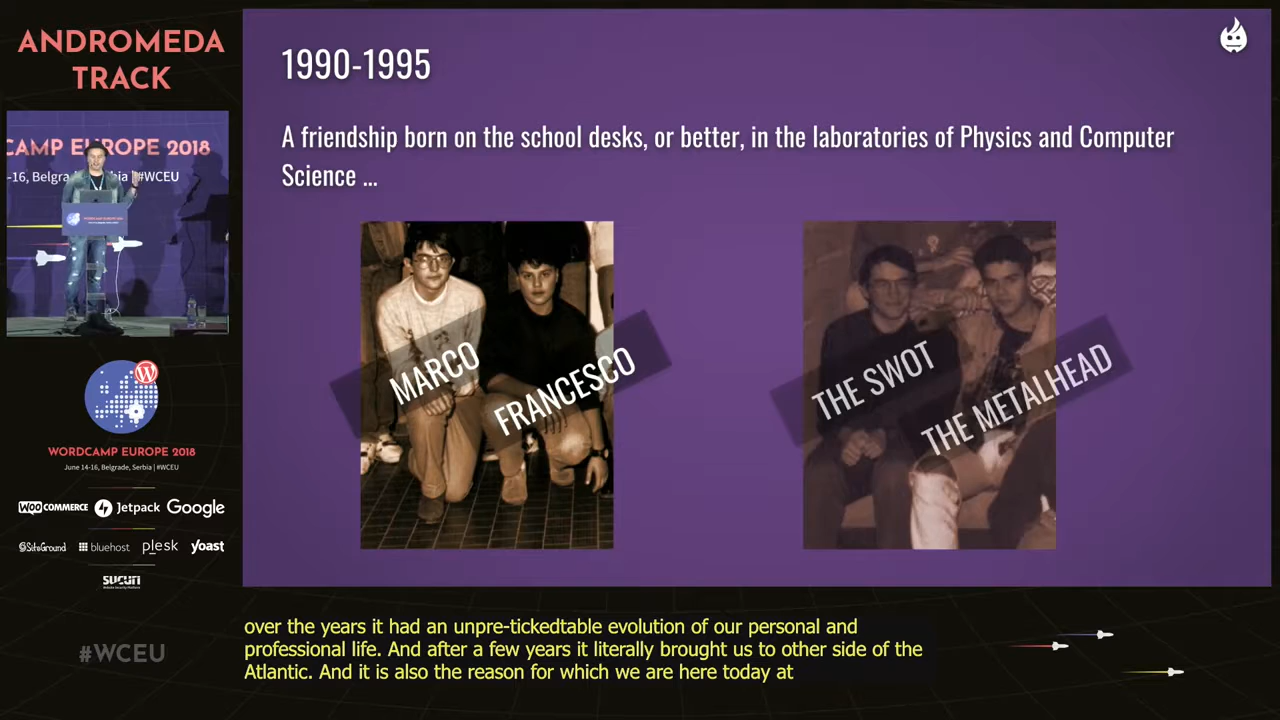 ANDROMEDA
TRACK
CAMP EUROPE 2018
#WCEU
WORDCAMP EUROPE 2018
June 14-16, Belgrade, Serbia | #WCEU
WOO COMMERCE
Jetpack
Google
SiteGround
bluehost
plesk
yoast
sucuri
#WCEU
1990-1995
A friendship born on the school desks, or better, in the laboratories of Physics and Computer
Science ...
MARCO
FRANCESCO
THE SWOT
THE METALHEAD
over the years it had an unpre-tickedtable evolution of our personal and
professional life. And after a few years it literally brought us to other side of the
Atlantic. And it is also the reason for which we are here today at